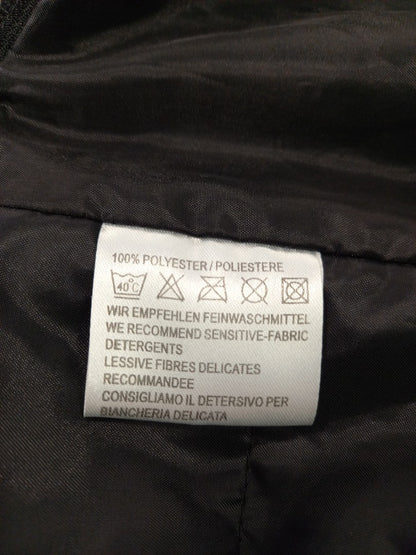 100% POLYESTER / POLIESTERE
40°C
WIR EMPFEHLEN FEINWASCHMITTEL
WE RECOMMEND SENSITIVE-FABRIC
DETERGENTS
LESSIVE FIBRES DELICATES
RECOMMANDEE
CONSIGLIAMO IL DETERSIVO PER
BIANCHERIA DELICATA